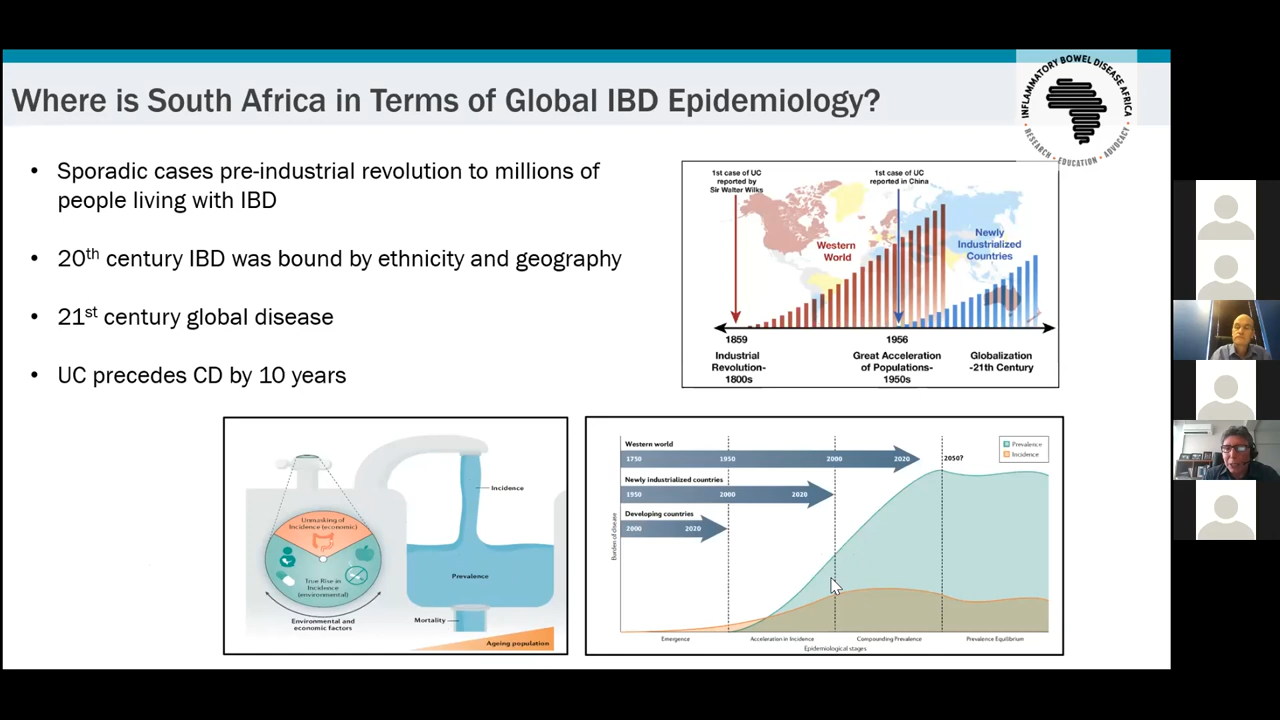 Where is South Africa in Terms of Global IBD Epidemiology?
INFLAMMATORY BOWEL DISEASE AFRICA
• RESEARCH • EDUCATION • ADVOCACY
• Sporadic cases pre-industrial revolution to millions of
people living with IBD
• 20th century IBD was bound by ethnicity and geography
• 21st century global disease
• UC precedes CD by 10 years
1st case of UC
reported by
Sir Walter Wilks
1st case of UC
reported in China
Western
World
Newly
Industrialized
Countries
1859
1956
Industrial
Revolution-
1800s
Great Acceleration
of Populations-
1950s
Globalization
-21th Century
Incidence
Unmasking of
Incidence (economic)
True Rise in
Incidence
(environmental)
Prevalence
Environmental and
economic factors
Mortality
Ageing population
Western world
1750 1950 2000 2020 2050?
Newly industrialized countries
1950 2000 2020
Developing countries
2000 2020
Prevalence
Incidence
Burden of disease
Emergence Acceleration in Incidence Compounding Prevalence Prevalence Equilibrium
Epidemiological stages